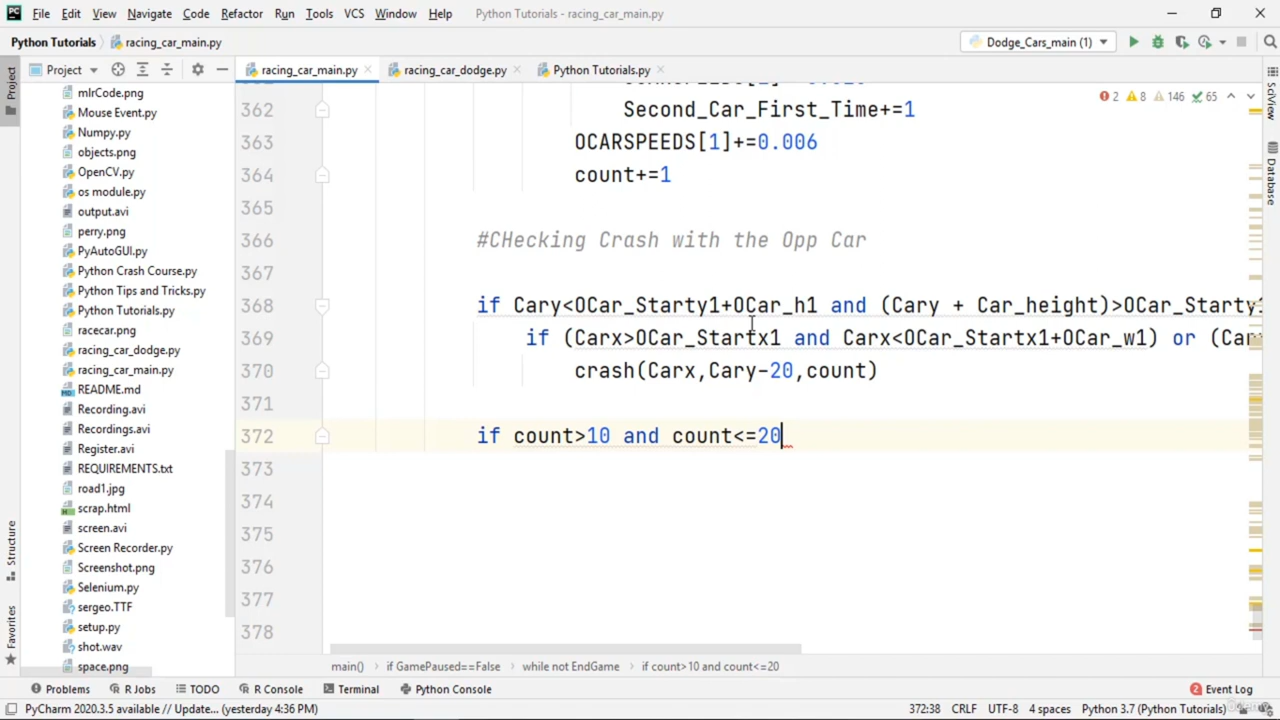 File Edit View Navigate Code Refactor Run Tools VCS Window Help Python Tutorials - racing_car_main.py
Python Tutorials racing_car_main.py Dodge_Cars_main (1)
Project racing_car_main.py racing_car_dodge.py Python Tutorials.py
Project
mlrCode.png
Mouse Event.py
Numpy.py
objects.png
OpenCV.py
os module.py
output.avi
perry.png
PyAutoGUI.py
Python Crash Course.py
Python Tips and Tricks.py
Python Tutorials.py
racecar.png
racing_car_dodge.py
racing_car_main.py
README.md
Recording.avi
Recordings.avi
Register.avi
REQUIREMENTS.txt
road1.jpg
scrap.html
screen.avi
Screen Recorder.py
Screenshot.png
Selenium.py
sergeo.TTF
setup.py
shot.wav
space.png
Structure
Favorites
2 8 146 65
362 Second_Car_First_Time+=1
363 OCARSPEEDS[1]+=0.006
364 count+=1
365
366 #CHecking Crash with the Opp Car
367
368 if Cary<OCar_Starty1+OCar_h1 and (Cary + Car_height)>OCar_Starty1
369 if (Carx>OCar_Startx1 and Carx<OCar_Startx1+OCar_w1) or (Car
370 crash(Carx,Cary-20,count)
371
372 if count>10 and count<=20
373
374
375
376
377
378
SciView
Database
main() if GamePaused==False while not EndGame if count>10 and count<=20
Problems R Jobs TODO R Console Terminal Python Console 2 Event Log
PyCharm 2020.3.5 available // Update... (yesterday 4:36 PM) 372:38 CRLF UTF-8 4 spaces Python 3.7 (Python Tutorials)